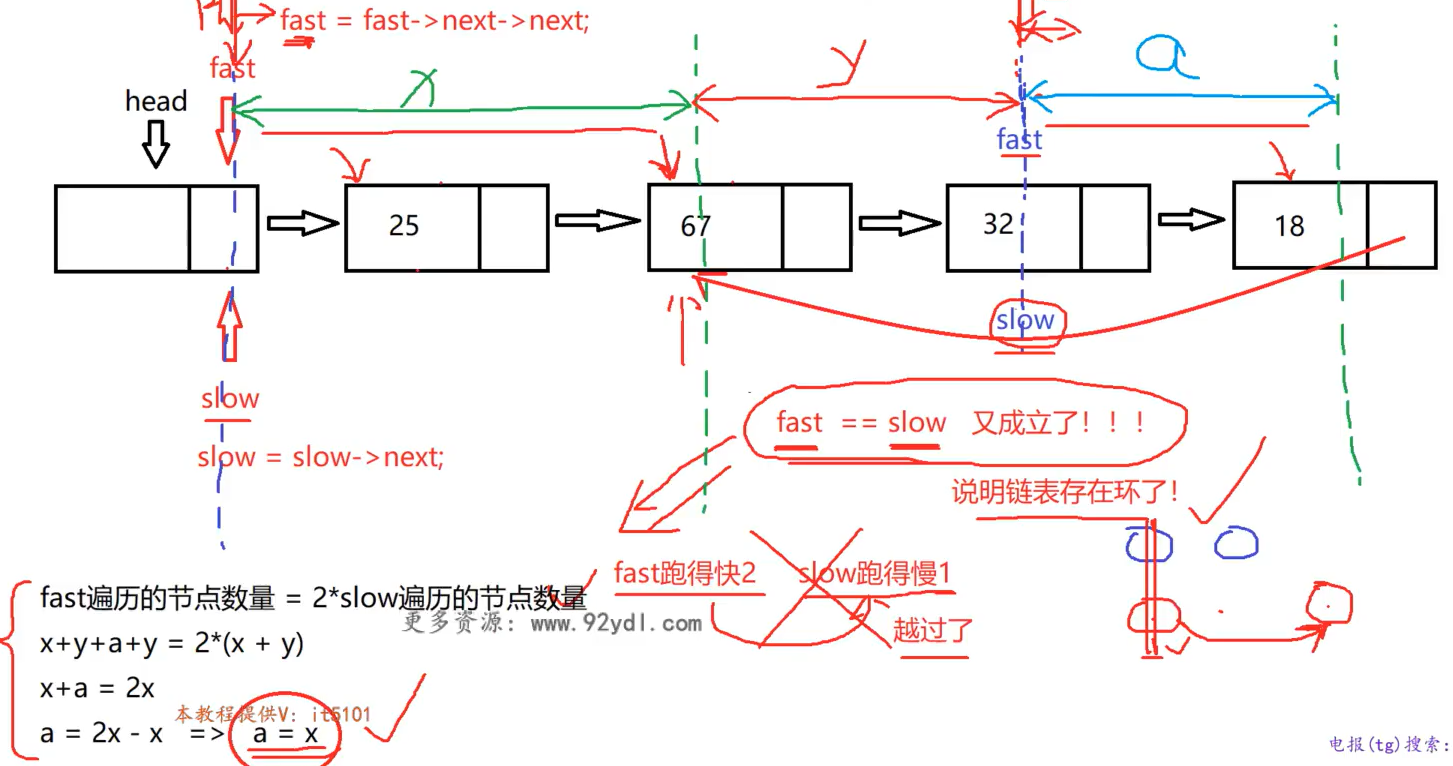 fast = fast->next->next;
fast
x
y
a
head
fast
25
67
32
18
slow
slow
fast == slow 又成立了！！！
slow = slow->next;
说明链表存在环了！
fast跑得快2
slow跑得慢1
fast遍历的节点数量 = 2*slow遍历的节点数量
更多资源：www.92ydl.com
越过了
x+y+a+y = 2*(x + y)
x+a = 2x
本教程提供V：it5101
a = 2x - x => a = x
电报(tg)搜索：